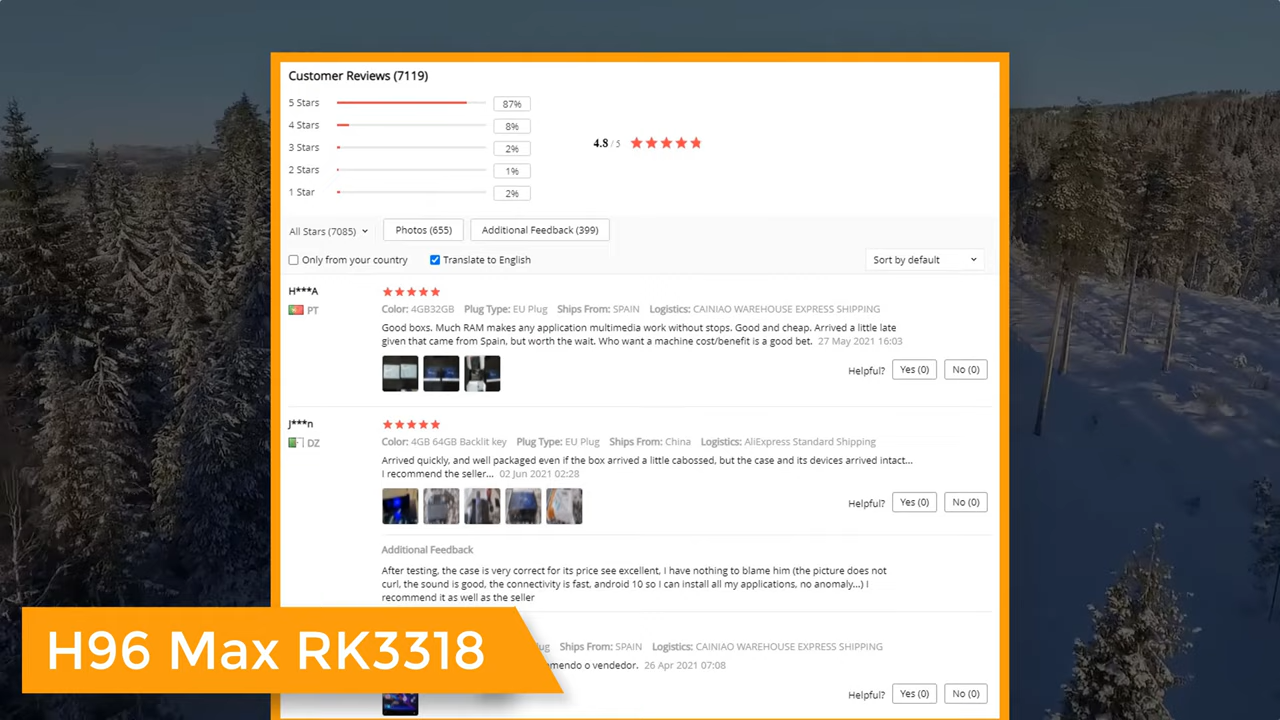 Customer Reviews (7119)
5 Stars 87%
4 Stars 8%
3 Stars 2%
2 Stars 1%
1 Star 2%
4.8 / 5
All Stars (7085) Photos (655) Additional Feedback (399)
Only from your country Translate to English Sort by default
H***A
PT
Color: 4GB32GB Plug Type: EU Plug Ships From: SPAIN Logistics: CAINIAO WAREHOUSE EXPRESS SHIPPING
Good boxs. Much RAM makes any application multimedia work without stops. Good and cheap. Arrived a little late
given that came from Spain, but worth the wait. Who want a machine cost/benefit is a good bet. 27 May 2021 16:03
Helpful? Yes (0) No (0)
J***n
DZ
Color: 4GB 64GB Backlit key Plug Type: EU Plug Ships From: China Logistics: AliExpress Standard Shipping
Arrived quickly, and well packaged even if the box arrived a little cabossed, but the case and its devices arrived intact...
I recommend the seller... 02 Jun 2021 02:28
Helpful? Yes (0) No (0)
Additional Feedback
After testing, the case is very correct for its price see excellent, I have nothing to blame him (the picture does not
curl, the sound is good, the connectivity is fast, android 10 so I can install all my applications, no anomaly...) I
recommend it as well as the seller
Ships From: SPAIN Logistics: CAINIAO WAREHOUSE EXPRESS SHIPPING
o vendedor. 26 Apr 2021 07:08
Helpful? Yes (0) No (0)
H96 Max RK3318